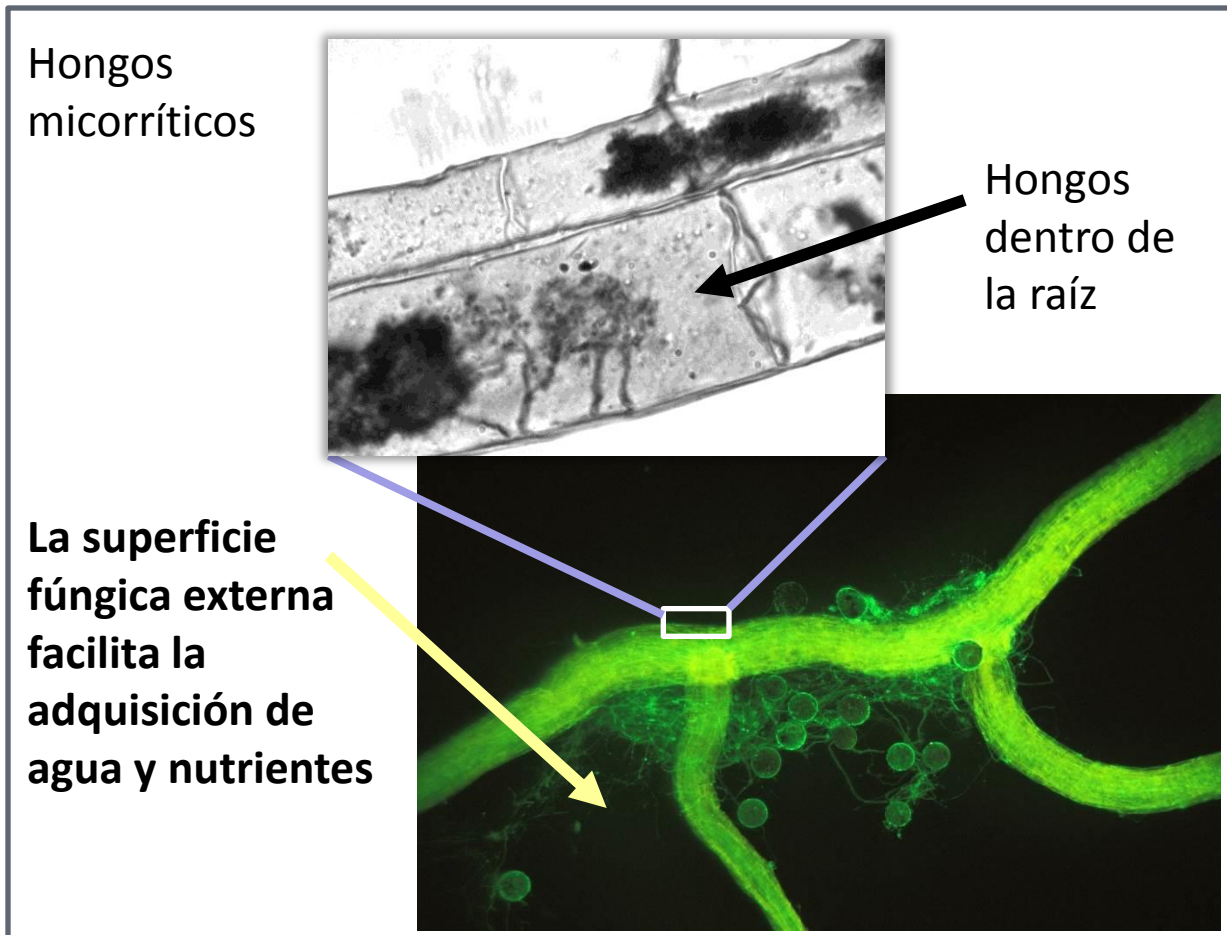 Hongos
micorríticos
Hongos
dentro de
la raíz
La superficie
fúngica externa
facilita la
adquisición de
agua y nutrientes